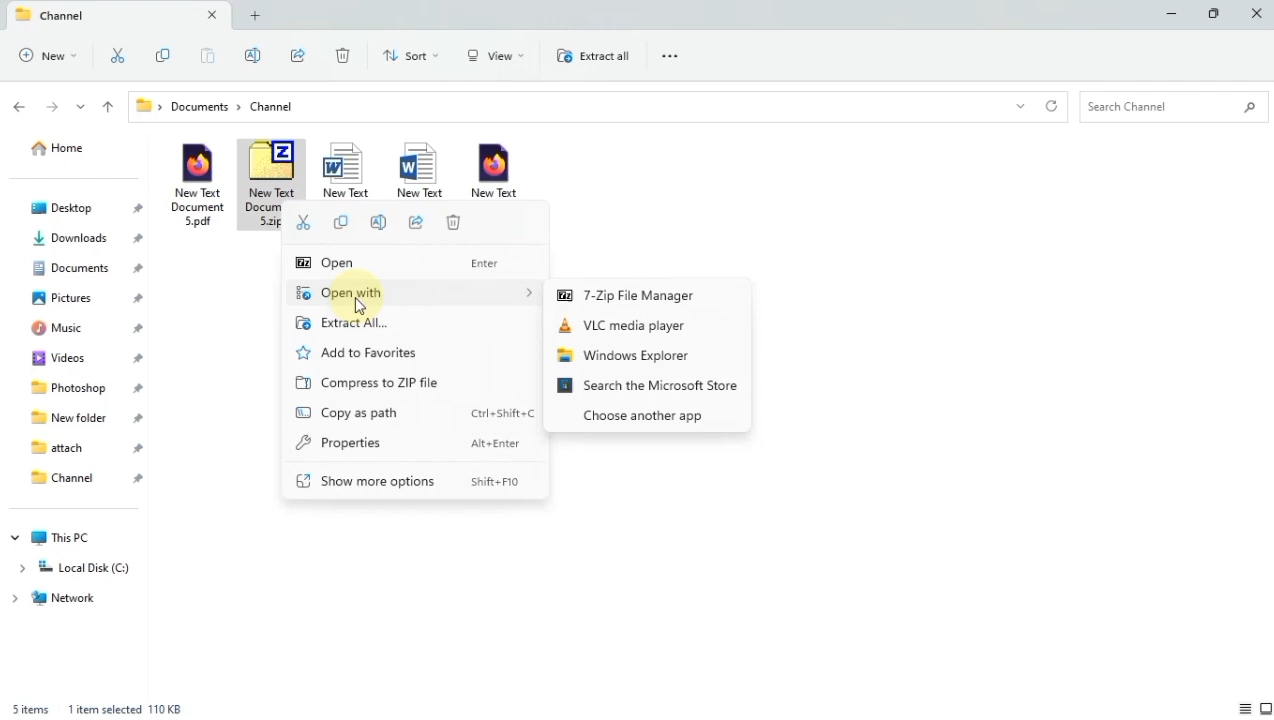 Channel
New
Sort
View
Extract all
Documents
Channel
Search Channel
Home
Desktop
Downloads
Documents
Pictures
Music
Videos
Photoshop
New folder
attach
Channel
This PC
Local Disk (C:)
Network
New Text
Document
5.pdf
New Text
Docum
5.zip
New Text
New Text
New Text
Open Enter
Open with
Extract All...
Add to Favorites
Compress to ZIP file
Copy as path Ctrl+Shift+C
Properties Alt+Enter
Show more options Shift+F10
7-Zip File Manager
VLC media player
Windows Explorer
Search the Microsoft Store
Choose another app
5 items 1 item selected 110 KB